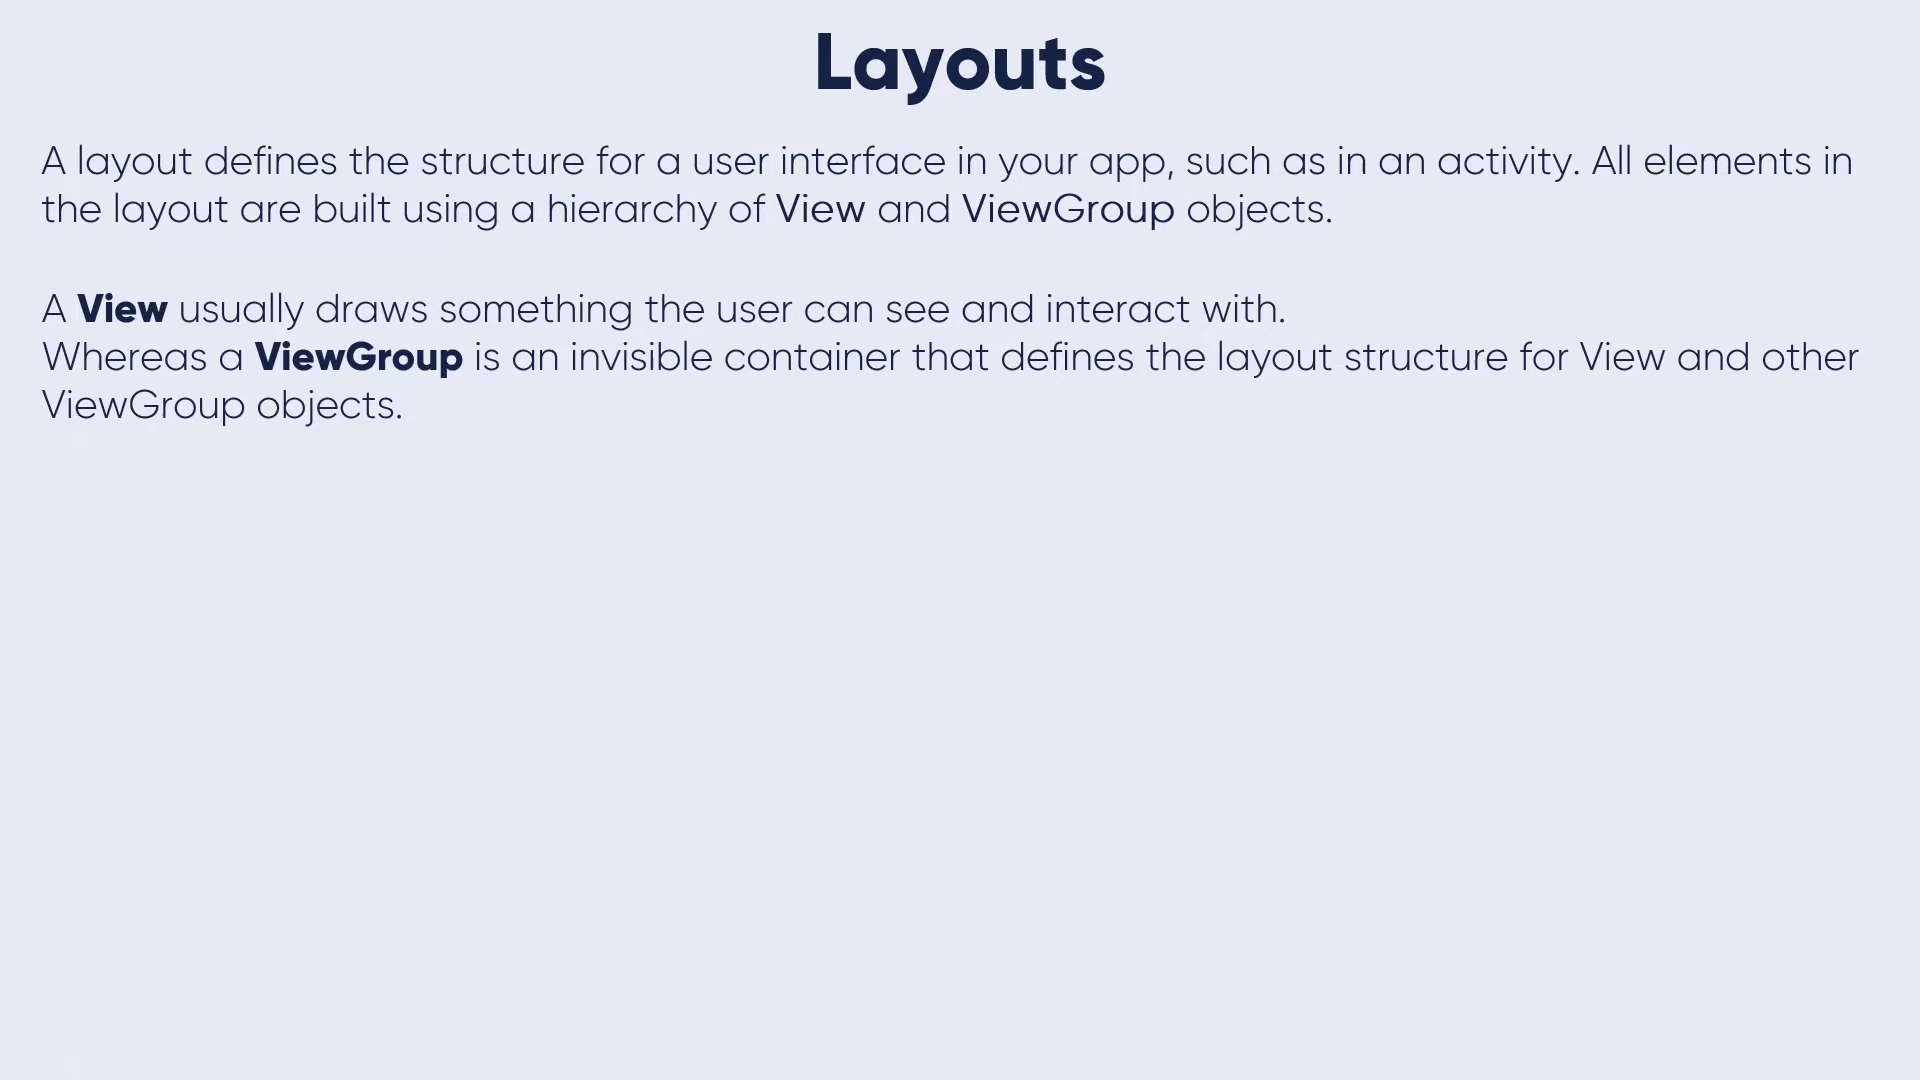 Layouts
A layout defines the structure for a user interface in your app, such as in an activity. All elements in
the layout are built using a hierarchy of View and ViewGroup objects.
A View usually draws something the user can see and interact with.
Whereas a ViewGroup is an invisible container that defines the layout structure for View and other
ViewGroup objects.